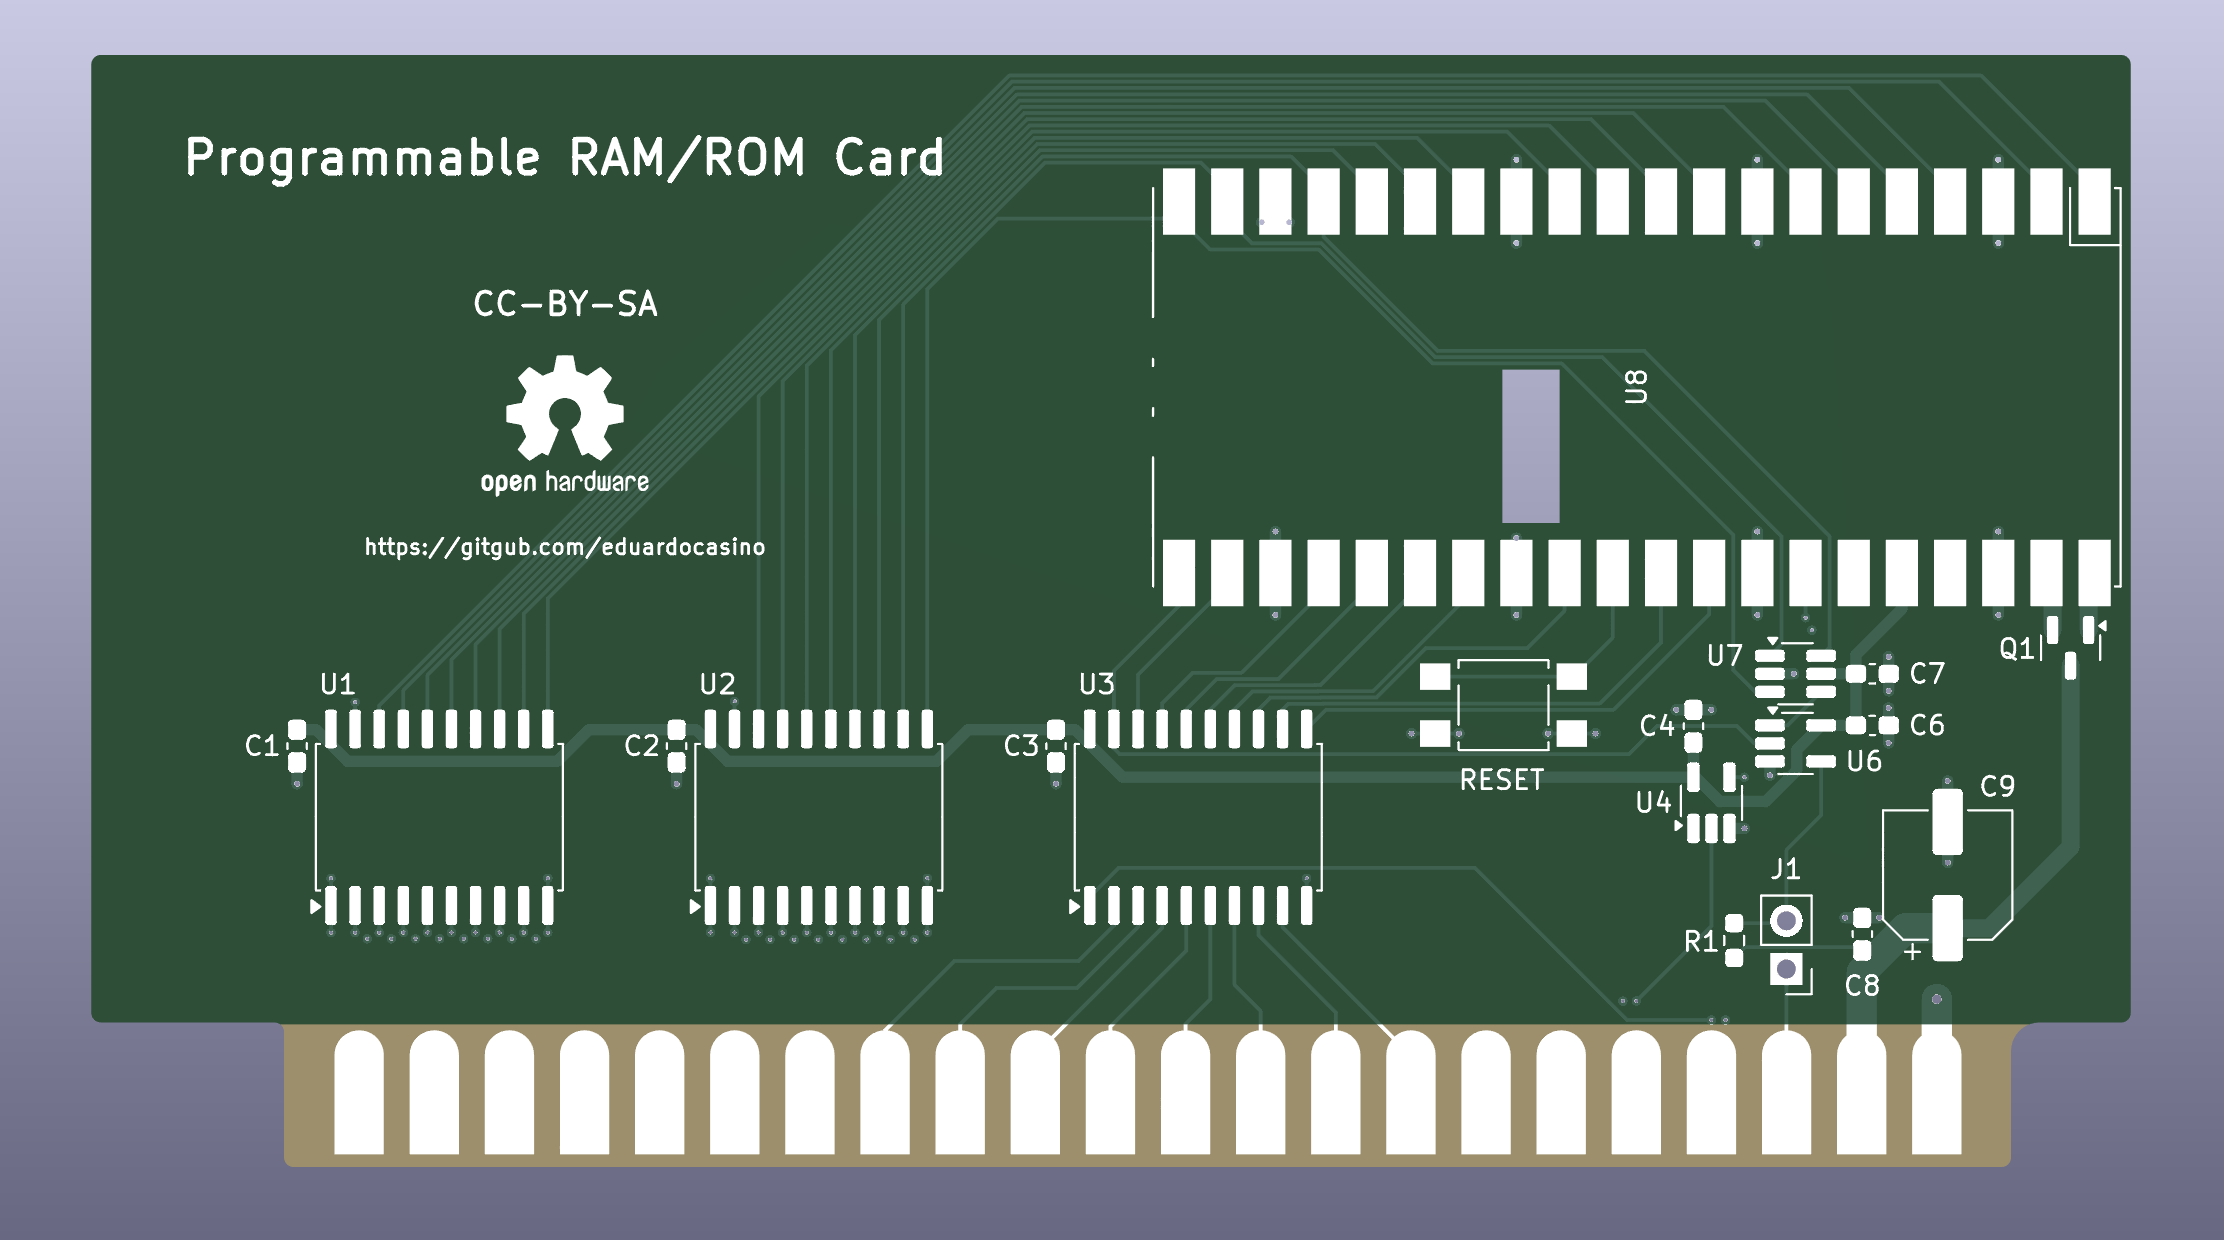 Programmable RAM/ROM Card
CC-BY-SA
open hardware
https://gitgub.com/eduardocasino
U8
U1
U2
U3
C1
C2
C3
RESET
U7
C7
Q1
C4
C6
U6
U4
C9
J1
R1
+
C8